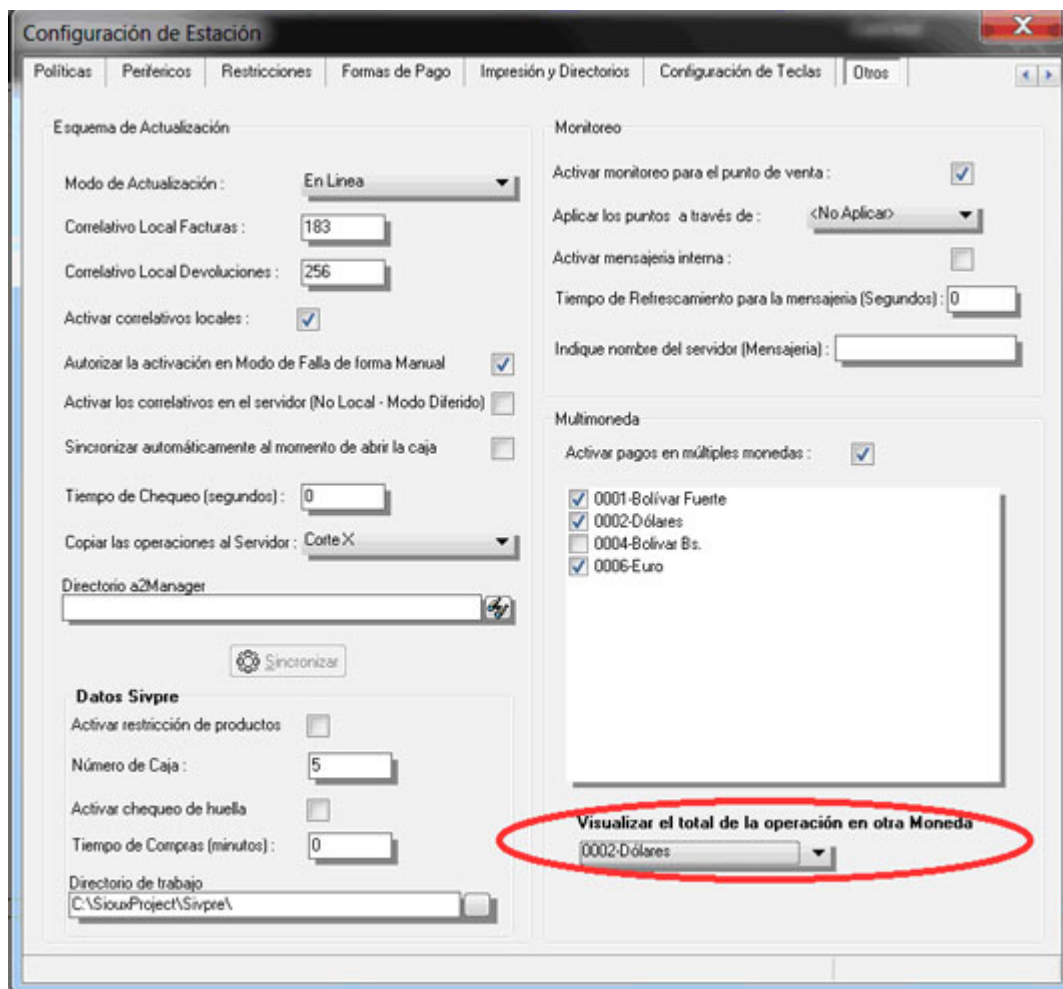 Configuración de Estación
Políticas Perifericos Restricciones Formas de Pago Impresión y Directorios Configuración de Teclas Otros
Esquema de Actualización
Modo de Actualización : En Linea
Correlativo Local Facturas : 183
Correlativo Local Devoluciones : 256
Activar correlativos locales :
Autorizar la activación en Modo de Falla de forma Manual
Activar los correlativos en el servidor (No Local - Modo Diferido)
Sincronizar automáticamente al momento de abrir la caja
Tiempo de Chequeo (segundos) : 0
Copiar las operaciones al Servidor : Corte X
Directorio a2Manager
Sincronizar
Datos Sivpre
Activar restricción de productos
Número de Caja : 5
Activar chequeo de huella
Tiempo de Compras (minutos) : 0
Directorio de trabajo
C:\SiouxProject\Sivpre\
Monitoreo
Activar monitoreo para el punto de venta :
Aplicar los puntos a través de : <No Aplicar>
Activar mensajeria interna :
Tiempo de Refrescamiento para la mensajeria (Segundos) : 0
Indique nombre del servidor (Mensajeria) :
Multimoneda
Activar pagos en múltiples monedas :
0001-Bolívar Fuerte
0002-Dólares
0004-Bolivar Bs.
0006-Euro
Visualizar el total de la operación en otra Moneda
0002-Dólares